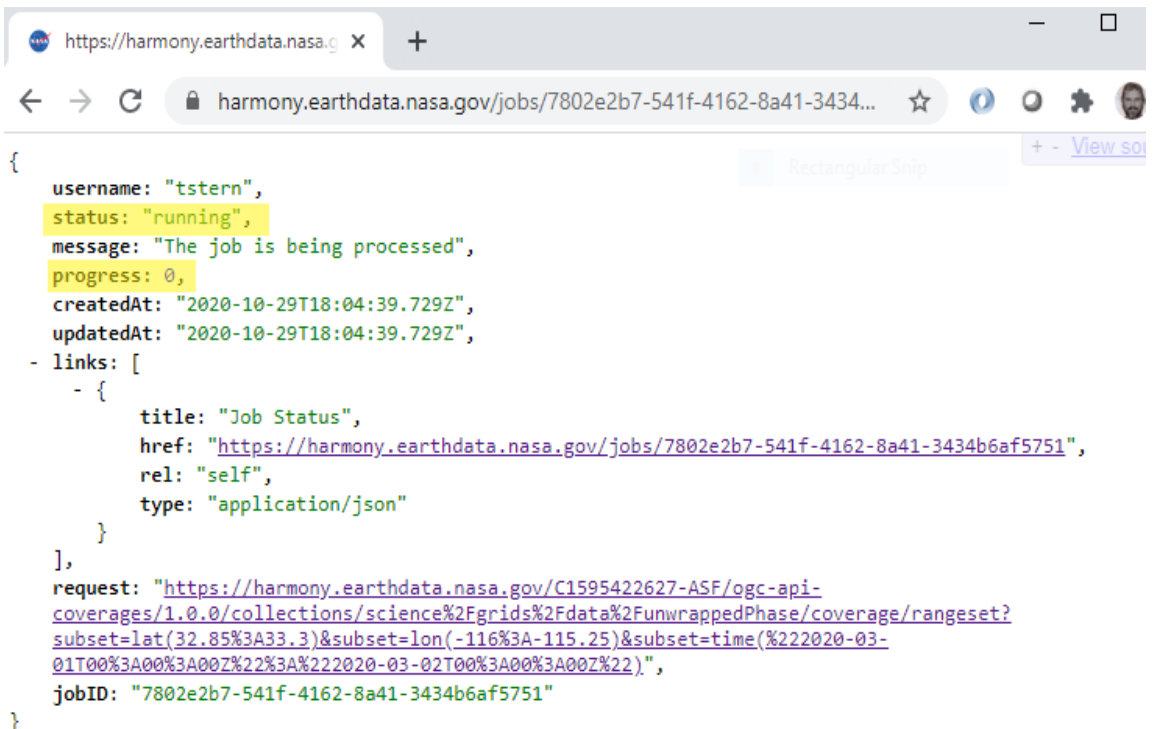 https://harmony.earthdata.nasa.g
harmony.earthdata.nasa.gov/jobs/7802e2b7-541f-4162-8a41-3434...
+ - View sou
Rectangular Snip
{
username: "tstern",
status: "running",
message: "The job is being processed",
progress: 0,
createdAt: "2020-10-29T18:04:39.729Z",
updatedAt: "2020-10-29T18:04:39.729Z",
- links: [
- {
title: "Job Status",
href: "https://harmony.earthdata.nasa.gov/jobs/7802e2b7-541f-4162-8a41-3434b6af5751",
rel: "self",
type: "application/json"
}
],
request: "https://harmony.earthdata.nasa.gov/C1595422627-ASF/ogc-api-
coverages/1.0.0/collections/science%2Fgrids%2Fdata%2FunwrappedPhase/coverage/rangeset?
subset=lat(32.85%3A33.3)&subset=lon(-116%3A-115.25)&subset=time(%222020-03-
01T00%3A00%3A00Z%22%3A%222020-03-02T00%3A00%3A00Z%22)",
jobID: "7802e2b7-541f-4162-8a41-3434b6af5751"
}